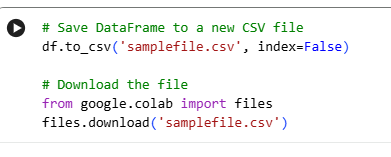 # Save DataFrame to a new CSV file
df.to_csv('samplefile.csv', index=False)
# Download the file
from google.colab import files
files.download('samplefile.csv')